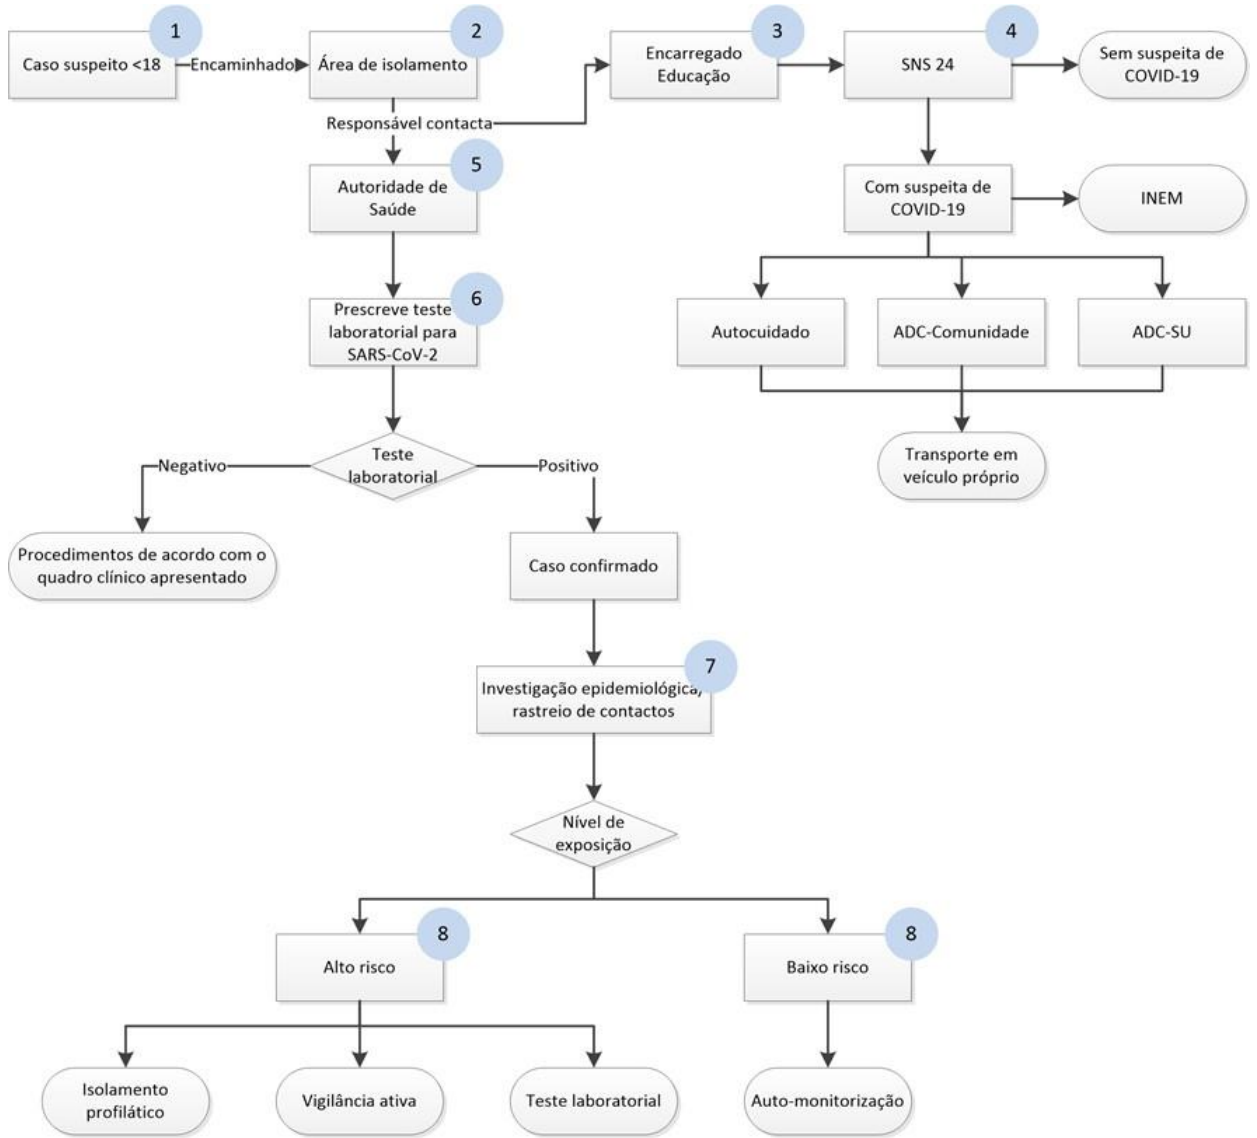 1
Caso suspeito <18
Encaminhado
2
Área de isolamento
3
Encarregado
Educação
4
SNS 24
Sem suspeita de
COVID-19
Responsável contacta
5
Autoridade de
Saúde
Com suspeita de
COVID-19
INEM
6
Prescreve teste
laboratorial para
SARS-CoV-2
Autocuidado
ADC-Comunidade
ADC-SU
Transporte em
veículo próprio
Teste
laboratorial
Negativo
Positivo
Procedimentos de acordo com o
quadro clínico apresentado
Caso confirmado
7
Investigação epidemiológica/
rastreio de contactos
Nível de
exposição
8
Alto risco
8
Baixo risco
Isolamento
profilático
Vigilância ativa
Teste laboratorial
Auto-monitorização